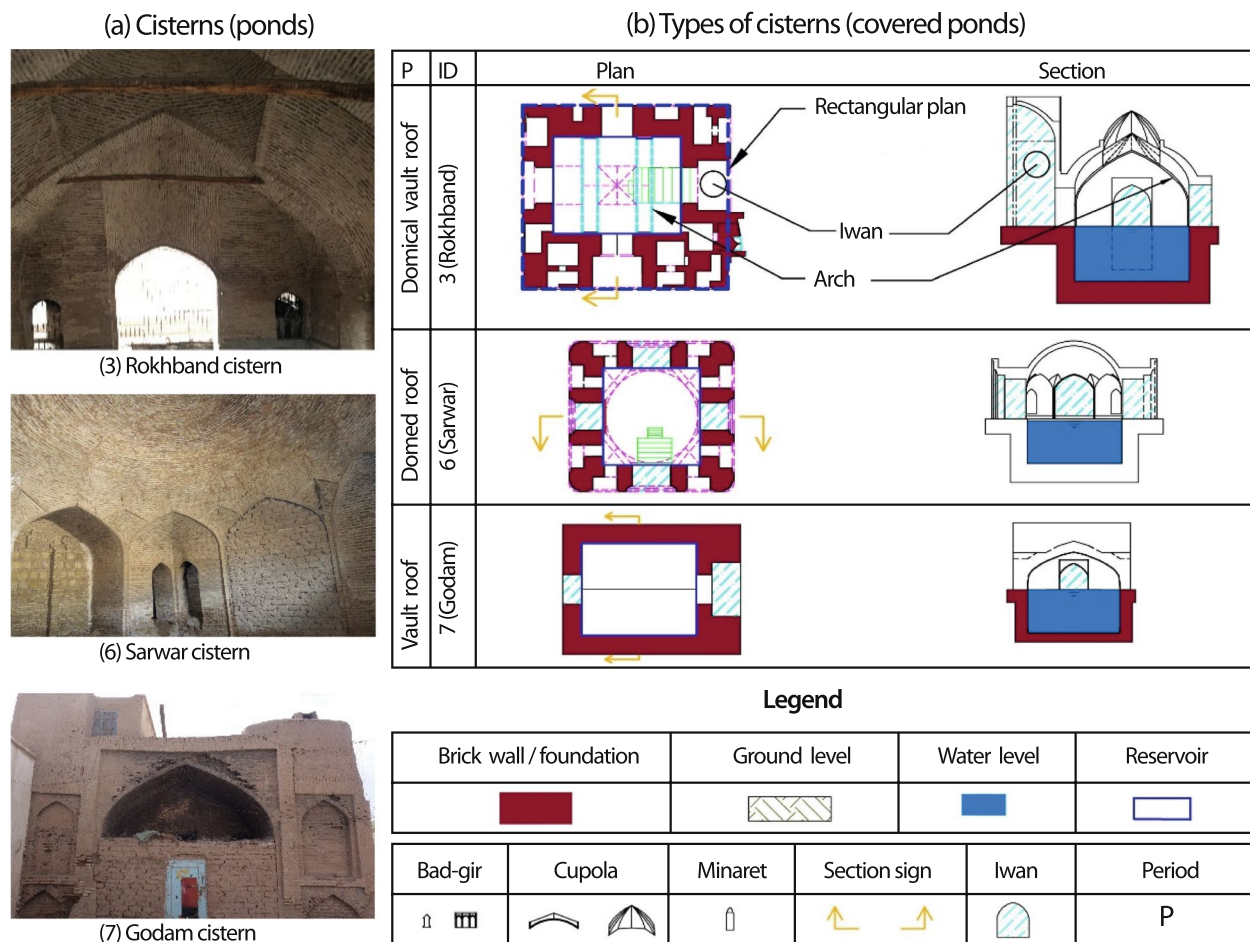 (a) Cisterns (ponds)
(3) Rokhband cistern
(6) Sarwar cistern
(7) Godam cistern
(b) Types of cisterns (covered ponds)
P
ID
Plan
Section
Domical vault roof
3 (Rokhband)
Rectangular plan
Iwan
Arch
Domed roof
6 (Sarwar)
Vault roof
7 (Godam)
Legend
Brick wall / foundation
Ground level
Water level
Reservoir
Bad-gir
Cupola
Minaret
Section sign
Iwan
Period
P